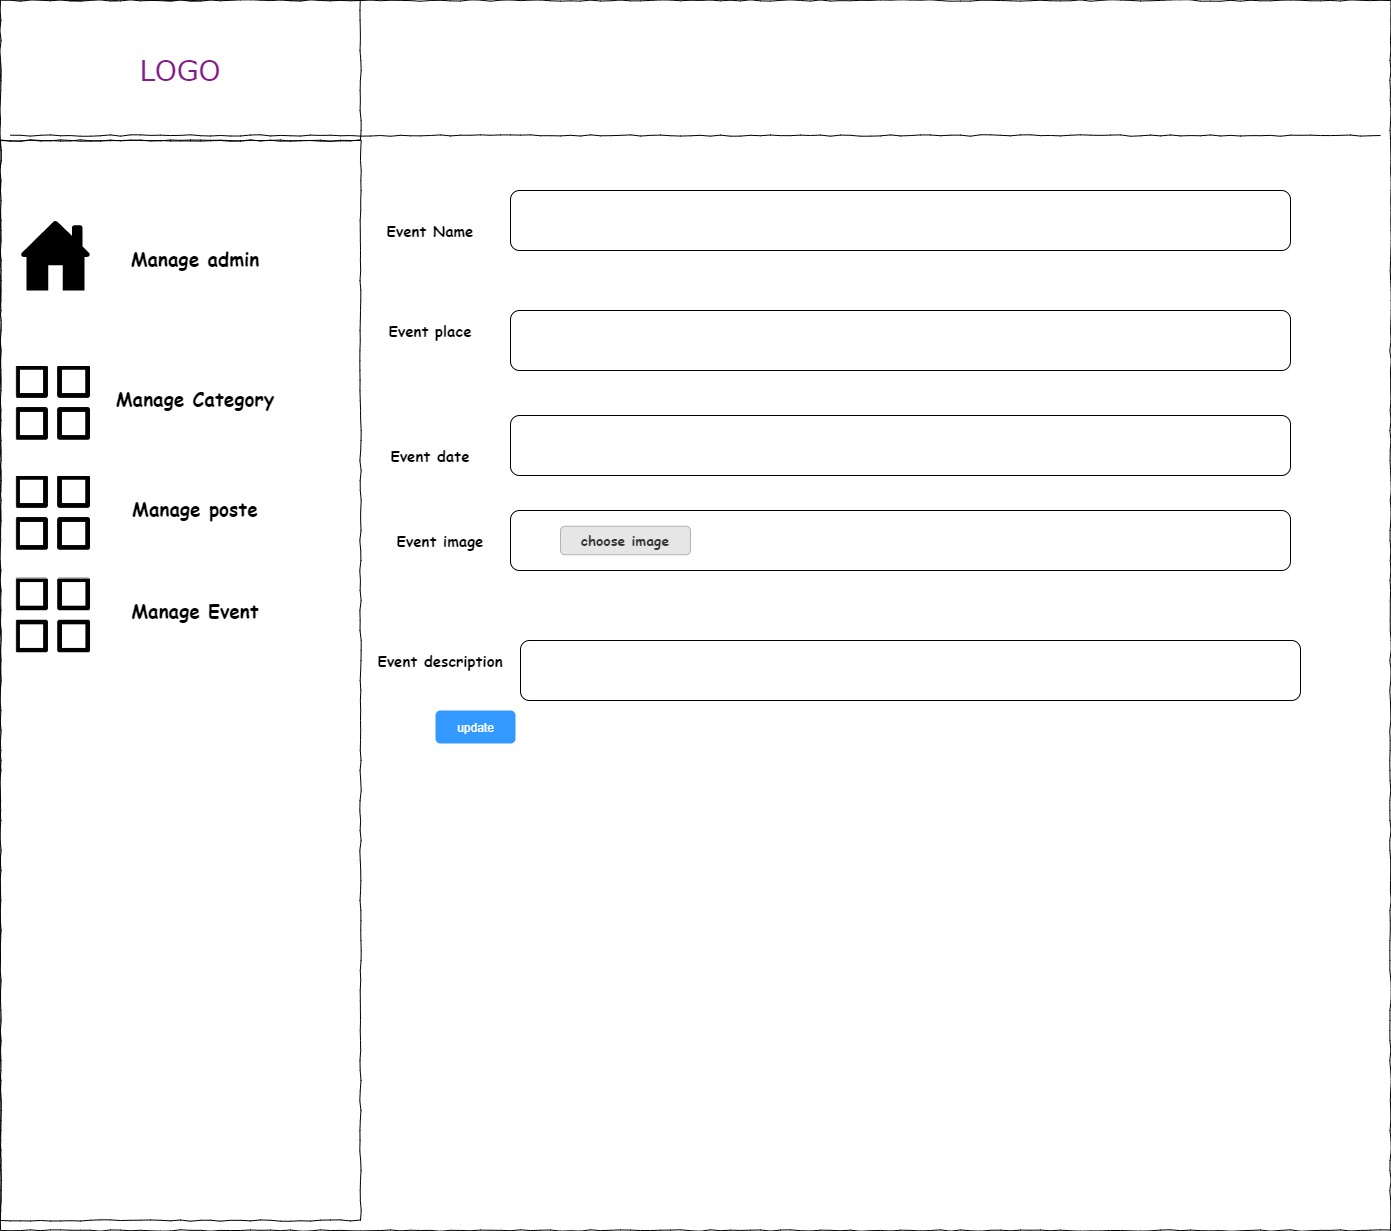 LOGO
Manage admin
Manage Category
Manage poste
Manage Event
Event Name
Event place
Event date
Event image
choose image
Event description
update